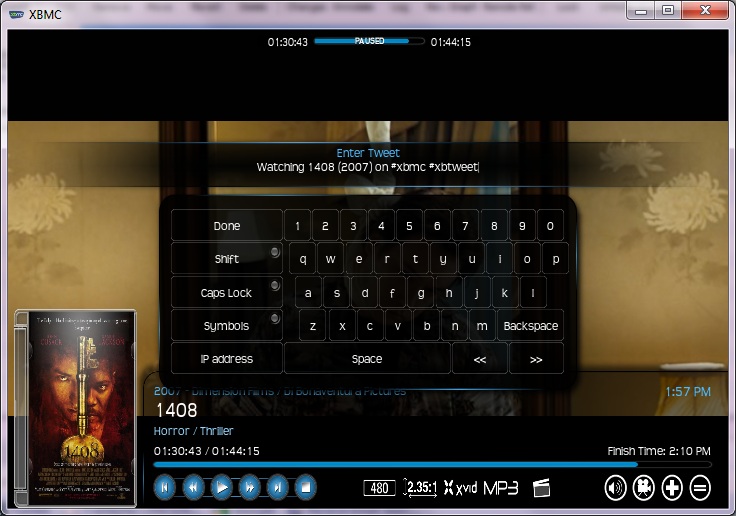 XBMC
01:30:43 PAUSED 01:44:15
Enter Tweet
Watching 1408 (2007) on #xbmc #xbtweet
Done 1 2 3 4 5 6 7 8 9 0
Shift q w e r t y u i o p
Caps Lock a s d f g h j k l
Symbols z x c v b n m Backspace
IP address Space << >>
2007 - Dimension Films / Di Bonaventura Pictures
1:57 PM
1408
Horror / Thriller
01:30:43 / 01:44:15
Finish Time: 2:10 PM
480 2.35:1 xvid MP3
1408